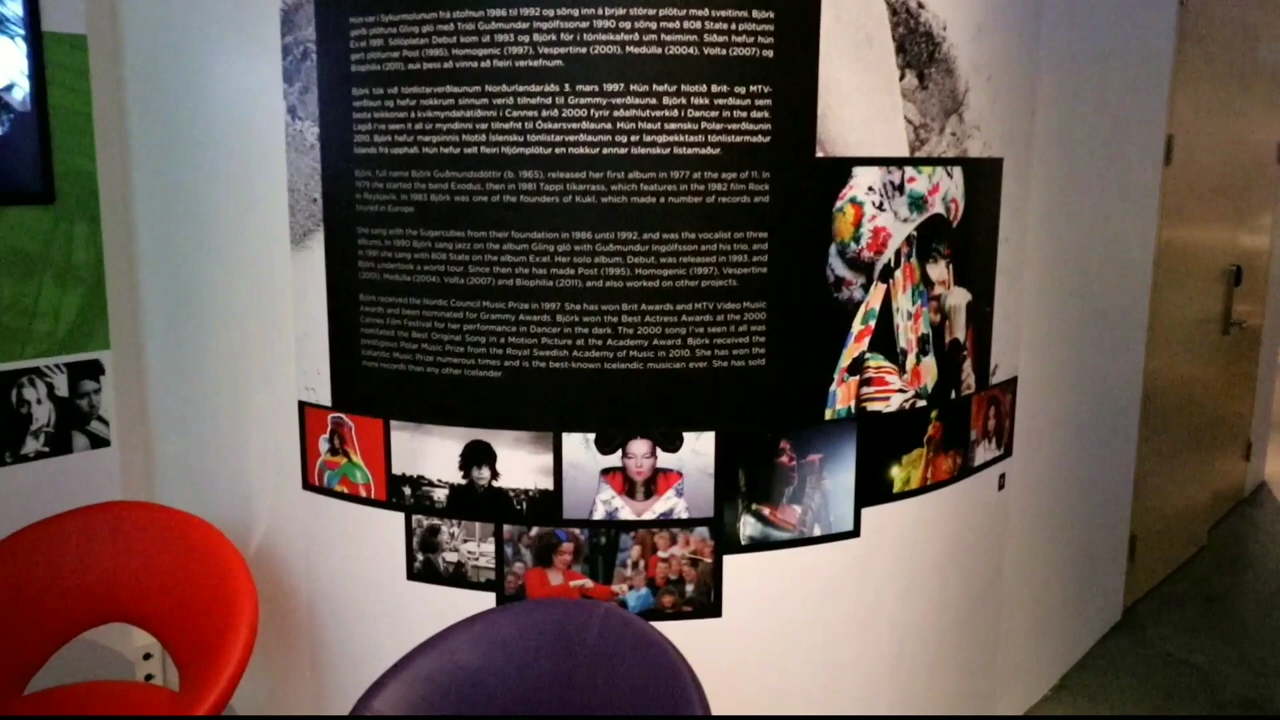 Hún var í Sykurmolunum frá stofnun 1986 til 1992 og söng inn á þrjár stórar plötur með sveitinni. Björk
gerði plötuna Gling gló með Tríói Guðmundar Ingólfssonar 1990 og söng með 808 State á plötunni
Ex:el 1991. Sólóplatan Debut kom út 1993 og Björk fór í tónleikaferð um heiminn. Síðan hefur hún
gert plöturnar Post (1995), Homogenic (1997), Vespertine (2001), Medúlla (2004), Volta (2007) og
Biophilia (2011), auk þess að vinna að fleiri verkefnum.
Björk tók við tónlistarverðlaunum Norðurlandaráðs 3. mars 1997. Hún hefur hlotið Brit- og MTV-
verðlaun og hefur nokkrum sinnum verið tilnefnd til Grammy-verðlauna. Björk fékk verðlaun sem
besta leikkonan á kvikmyndahátíðinni í Cannes árið 2000 fyrir aðalhlutverkið í Dancer in the dark.
Lagið I've seen it all úr myndinni var tilnefnt til Óskarsverðlauna. Hún hlaut sænsku Polar-verðlaunin
2010. Björk hefur margsinnis hlotið Íslensku tónlistarverðlaunin og er langþekktasti tónlistarmaður
Íslands frá upphafi. Hún hefur selt fleiri hljómplötur en nokkur annar íslenskur listamaður.
Björk, full name Björk Guðmundsdóttir (b. 1965), released her first album in 1977 at the age of 11. In
1979 she started the band Exodus, then in 1981 Tappi tíkarrass, which features in the 1982 film Rock
in Reykjavík. In 1983 Björk was one of the founders of Kukl, which made a number of records and
toured in Europe.
She sang with the Sugarcubes from their foundation in 1986 until 1992, and was the vocalist on three
albums. In 1990 Björk sang jazz on the album Gling gló with Guðmundur Ingólfsson and his trio, and
in 1991 she sang with 808 State on the album Ex:el. Her solo album, Debut, was released in 1993, and
Björk undertook a world tour. Since then she has made Post (1995), Homogenic (1997), Vespertine
(2001), Medúlla (2004), Volta (2007) and Biophilia (2011), and also worked on other projects.
Björk received the Nordic Council Music Prize in 1997. She has won Brit Awards and MTV Video Music
Awards and been nominated for Grammy Awards. Björk won the Best Actress Awards at the 2000
Cannes Film Festival for her performance in Dancer in the dark. The 2000 song I've seen it all was
nomitated the Best Original Song in a Motion Picture at the Academy Award. Björk received the
prestigious Polar Music Prize from the Royal Swedish Academy of Music in 2010. She has won the
Icelandic Music Prize numerous times and is the best-known Icelandic musician ever. She has sold
more records than any other Icelander.